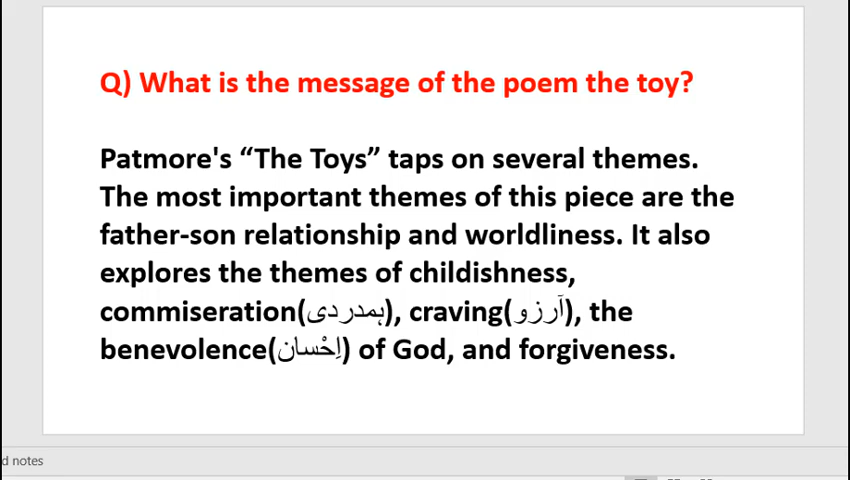 Q) What is the message of the poem the toy?
Patmore's “The Toys” taps on several themes.
The most important themes of this piece are the
father-son relationship and worldliness. It also
explores the themes of childishness,
commiseration(ہمدردی), craving(آرزو), the
benevolence(اِحْسان) of God, and forgiveness.
d notes